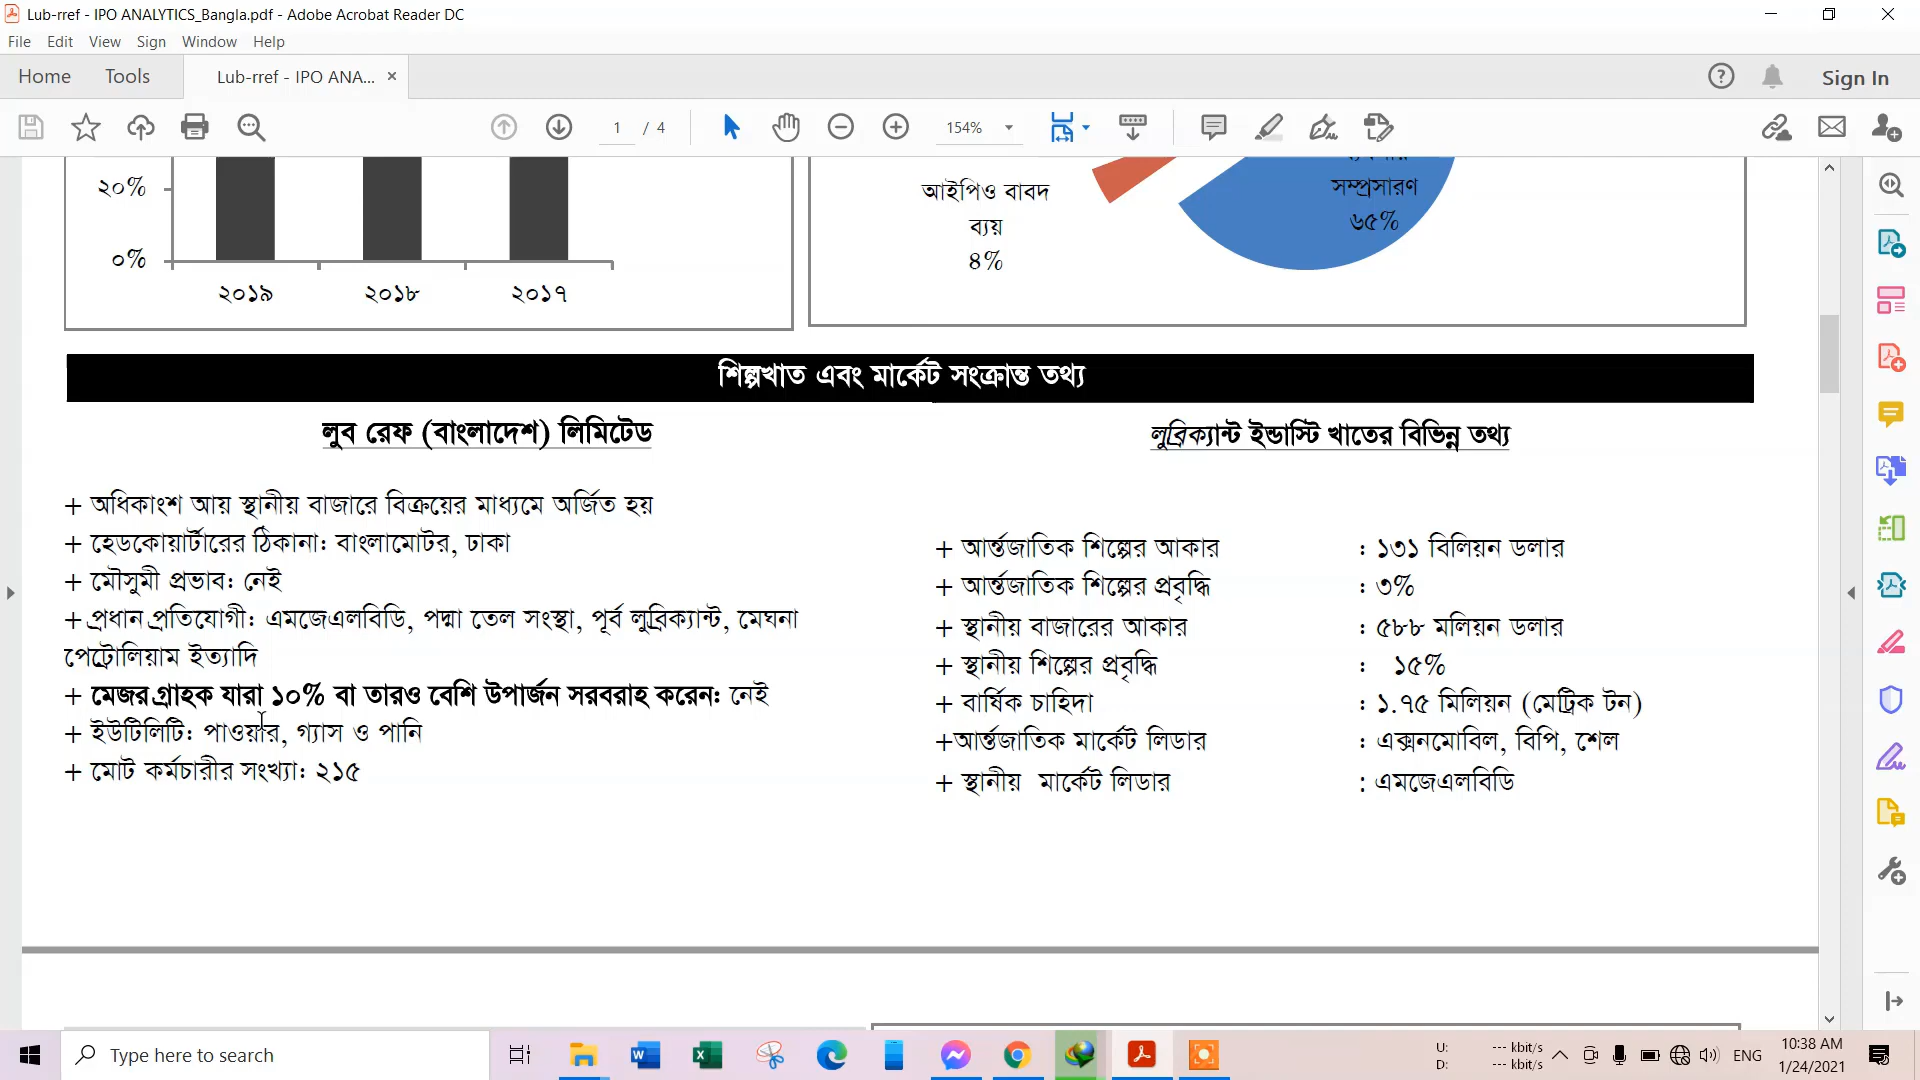 Lub-rref - IPO ANALYTICS_Bangla.pdf - Adobe Acrobat Reader DC
File Edit View Sign Window Help
Home Tools Lub-rref - IPO ANA... × Sign In
1 / 4 154%
২০%
০%
২০১৯ ২০১৮ ২০১৭
আইপিও বাবদ
ব্যয়
৪%
সম্প্রসারণ
৬৫%
শিল্পখাত এবং মার্কেট সংক্রান্ত তথ্য
লুব রেফ (বাংলাদেশ) লিমিটেড
+ অধিকাংশ আয় স্থানীয় বাজারে বিক্রয়ের মাধ্যমে অর্জিত হয়
+ হেডকোয়ার্টারের ঠিকানা: বাংলামোটর, ঢাকা
+ মৌসুমী প্রভাব: নেই
+ প্রধান প্রতিযোগী: এমজেএলবিডি, পদ্মা তেল সংস্থা, পূর্ব লুব্রিক্যান্ট, মেঘনা
পেট্রোলিয়াম ইত্যাদি
+ মেজর গ্রাহক যারা ১০% বা তারও বেশি উপার্জন সরবরাহ করেন: নেই
+ ইউটিলিটি: পাওয়ার, গ্যাস ও পানি
+ মোট কর্মচারীর সংখ্যা: ২১৫
লুব্রিক্যান্ট ইন্ডাস্টি খাতের বিভিন্ন তথ্য
+ আর্ন্তজাতিক শিল্পের আকার : ১৩১ বিলিয়ন ডলার
+ আর্ন্তজাতিক শিল্পের প্রবৃদ্ধি : ৩%
+ স্থানীয় বাজারের আকার : ৫৮৮ মলিয়ন ডলার
+ স্থানীয় শিল্পের প্রবৃদ্ধি : ১৫%
+ বার্ষিক চাহিদা : ১.৭৫ মিলিয়ন (মেট্রিক টন)
+আর্ন্তজাতিক মার্কেট লিডার : এক্সনমোবিল, বিপি, শেল
+ স্থানীয় মার্কেট লিডার : এমজেএলবিডি
Type here to search
U: --- kbit/s
D: --- kbit/s
ENG
10:38 AM
1/24/2021